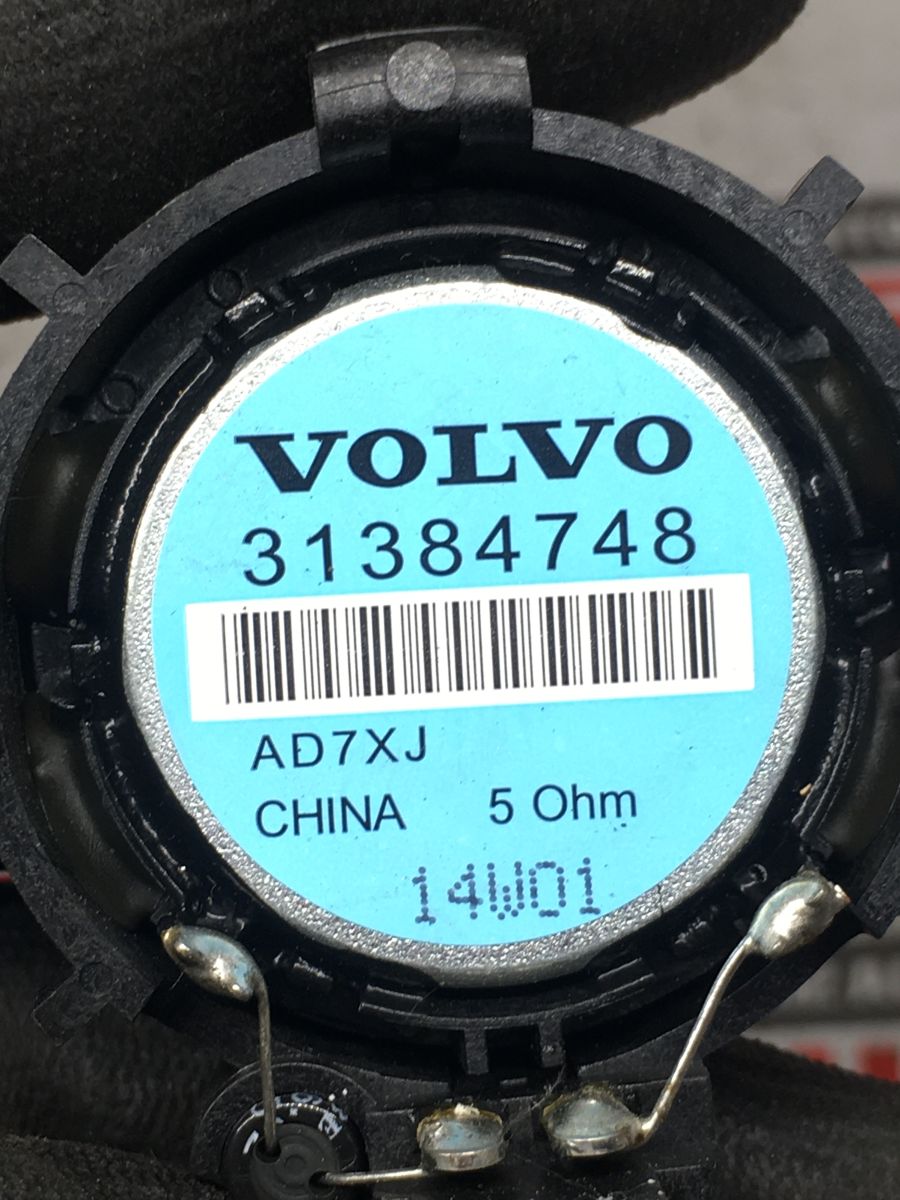 VOLVO
31384748
AD7XJ
CHINA 5 Ohm
14W01